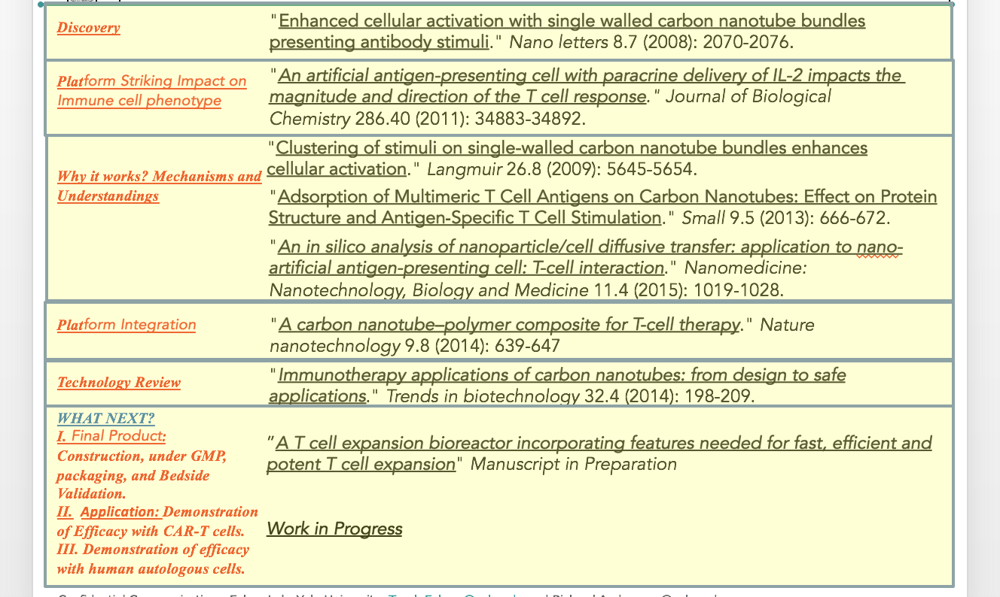 Discovery
"Enhanced cellular activation with single walled carbon nanotube bundles
presenting antibody stimuli." Nano letters 8.7 (2008): 2070-2076.
Platform Striking Impact on
Immune cell phenotype
"An artificial antigen-presenting cell with paracrine delivery of IL-2 impacts the
magnitude and direction of the T cell response." Journal of Biological
Chemistry 286.40 (2011): 34883-34892.
Why it works? Mechanisms and
Understandings
"Clustering of stimuli on single-walled carbon nanotube bundles enhances
cellular activation." Langmuir 26.8 (2009): 5645-5654.
"Adsorption of Multimeric T Cell Antigens on Carbon Nanotubes: Effect on Protein
Structure and Antigen-Specific T Cell Stimulation." Small 9.5 (2013): 666-672.
"An in silico analysis of nanoparticle/cell diffusive transfer: application to nano-
artificial antigen-presenting cell: T-cell interaction." Nanomedicine:
Nanotechnology, Biology and Medicine 11.4 (2015): 1019-1028.
Platform Integration
"A carbon nanotube–polymer composite for T-cell therapy." Nature
nanotechnology 9.8 (2014): 639-647
Technology Review
"Immunotherapy applications of carbon nanotubes: from design to safe
applications." Trends in biotechnology 32.4 (2014): 198-209.
WHAT NEXT?
I. Final Product:
Construction, under GMP,
packaging, and Bedside
Validation.
II. Application: Demonstration
of Efficacy with CAR-T cells.
III. Demonstration of efficacy
with human autologous cells.
”A T cell expansion bioreactor incorporating features needed for fast, efficient and
potent T cell expansion" Manuscript in Preparation
Work in Progress